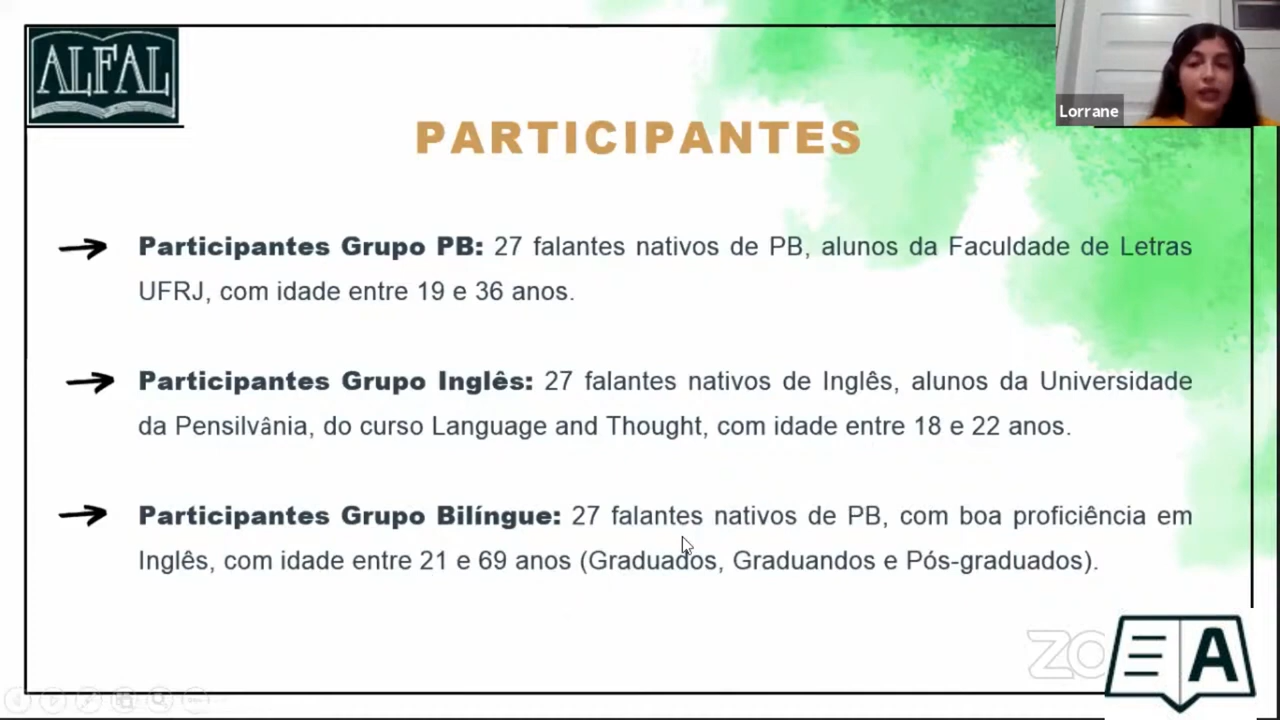 ALFAL
Lorrane
PARTICIPANTES
Participantes Grupo PB: 27 falantes nativos de PB, alunos da Faculdade de Letras
UFRJ, com idade entre 19 e 36 anos.
Participantes Grupo Inglês: 27 falantes nativos de Inglês, alunos da Universidade
da Pensilvânia, do curso Language and Thought, com idade entre 18 e 22 anos.
Participantes Grupo Bilíngue: 27 falantes nativos de PB, com boa proficiência em
Inglês, com idade entre 21 e 69 anos (Graduados, Graduandos e Pós-graduados).
A